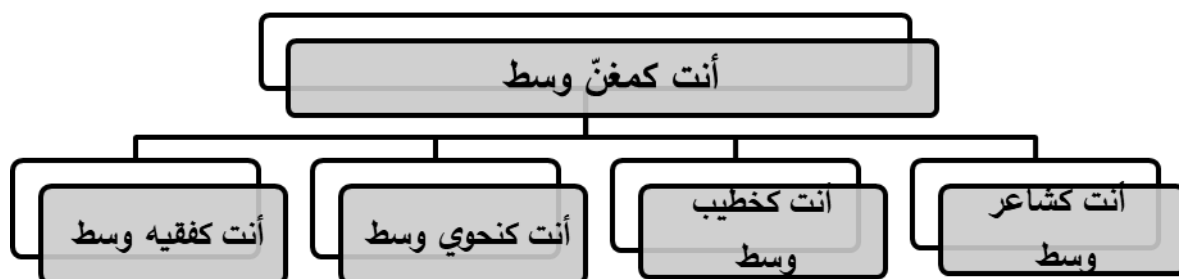 أنت كمغنّ وسط
أنت كشاعر
وسط
أنت كخطيب
وسط
أنت كنحوي وسط
أنت كفقيه وسط